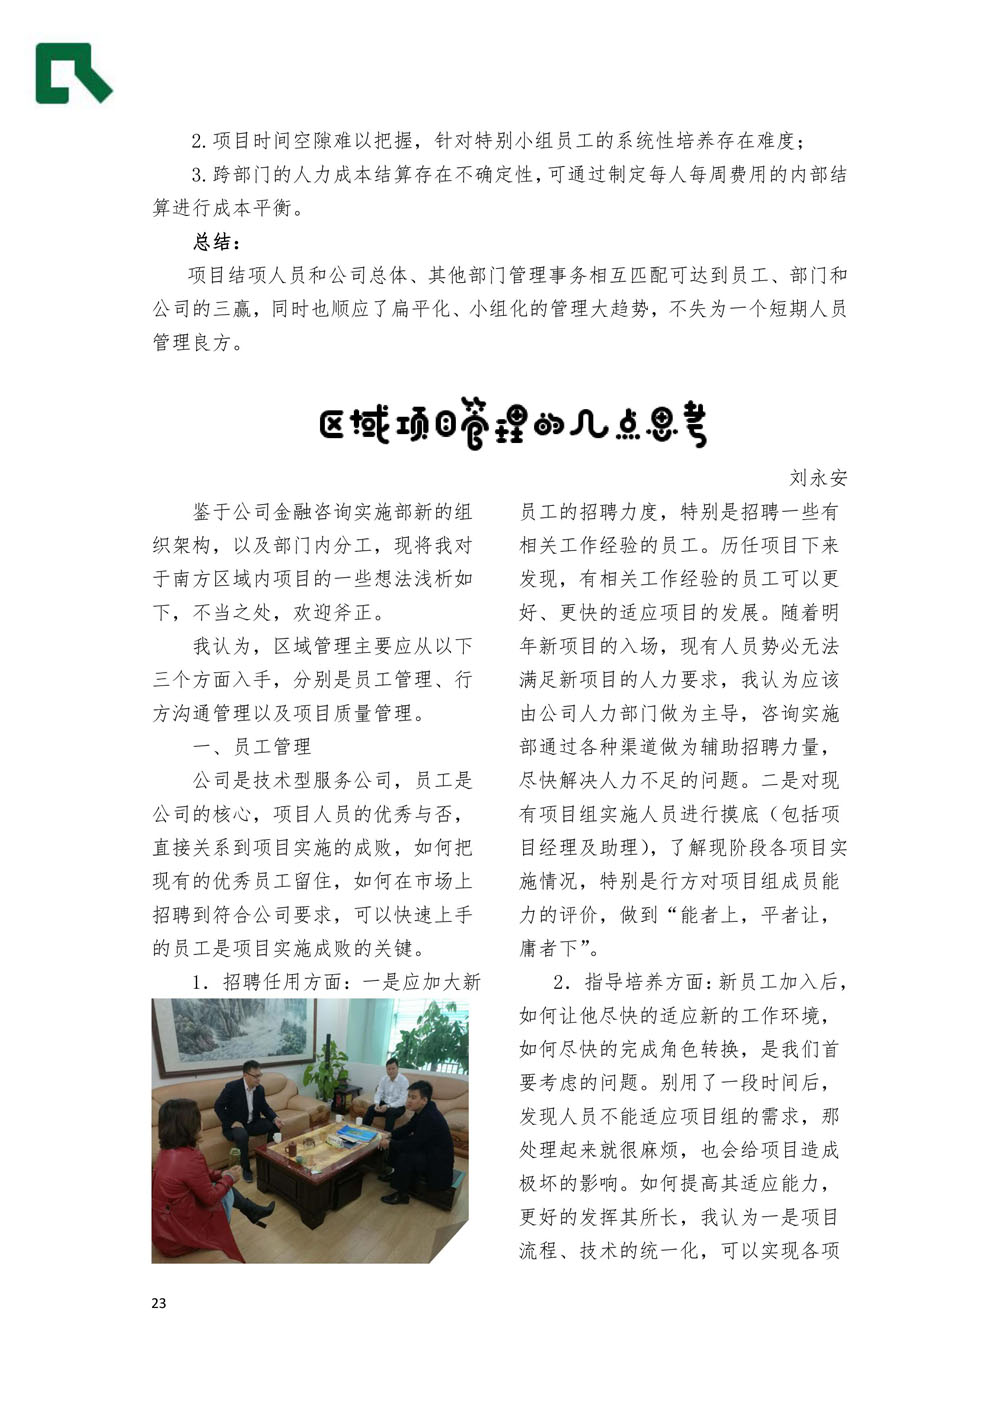 2.项目时间空隙难以把握，针对特别小组员工的系统性培养存在难度；
3.跨部门的人力成本结算存在不确定性，可通过制定每人每周费用的内部结
算进行成本平衡。
总结：
项目结项人员和公司总体、其他部门管理事务相互匹配可达到员工、部门和
公司的三赢，同时也顺应了扁平化、小组化的管理大趋势，不失为一个短期人员
管理良方。
区域项目管理的几点思考
刘永安
鉴于公司金融咨询实施部新的组
织架构，以及部门内分工，现将我对
于南方区域内项目的一些想法浅析如
下，不当之处，欢迎斧正。
我认为，区域管理主要应从以下
三个方面入手，分别是员工管理、行
方沟通管理以及项目质量管理。
一、员工管理
公司是技术型服务公司，员工是
公司的核心，项目人员的优秀与否，
直接关系到项目实施的成败，如何把
现有的优秀员工留住，如何在市场上
招聘到符合公司要求，可以快速上手
的员工是项目实施成败的关键。
1．招聘任用方面：一是应加大新
员工的招聘力度，特别是招聘一些有
相关工作经验的员工。历任项目下来
发现，有相关工作经验的员工可以更
好、更快的适应项目的发展。随着明
年新项目的入场，现有人员势必无法
满足新项目的人力要求，我认为应该
由公司人力部门做为主导，咨询实施
部通过各种渠道做为辅助招聘力量，
尽快解决人力不足的问题。二是对现
有项目组实施人员进行摸底（包括项
目经理及助理），了解现阶段各项目实
施情况，特别是行方对项目组成员能
力的评价，做到“能者上，平者让，
庸者下”。
2．指导培养方面：新员工加入后，
如何让他尽快的适应新的工作环境，
如何尽快的完成角色转换，是我们首
要考虑的问题。别用了一段时间后，
发现人员不能适应项目组的需求，那
处理起来就很麻烦，也会给项目造成
极坏的影响。如何提高其适应能力，
更好的发挥其所长，我认为一是项目
流程、技术的统一化，可以实现各项
23